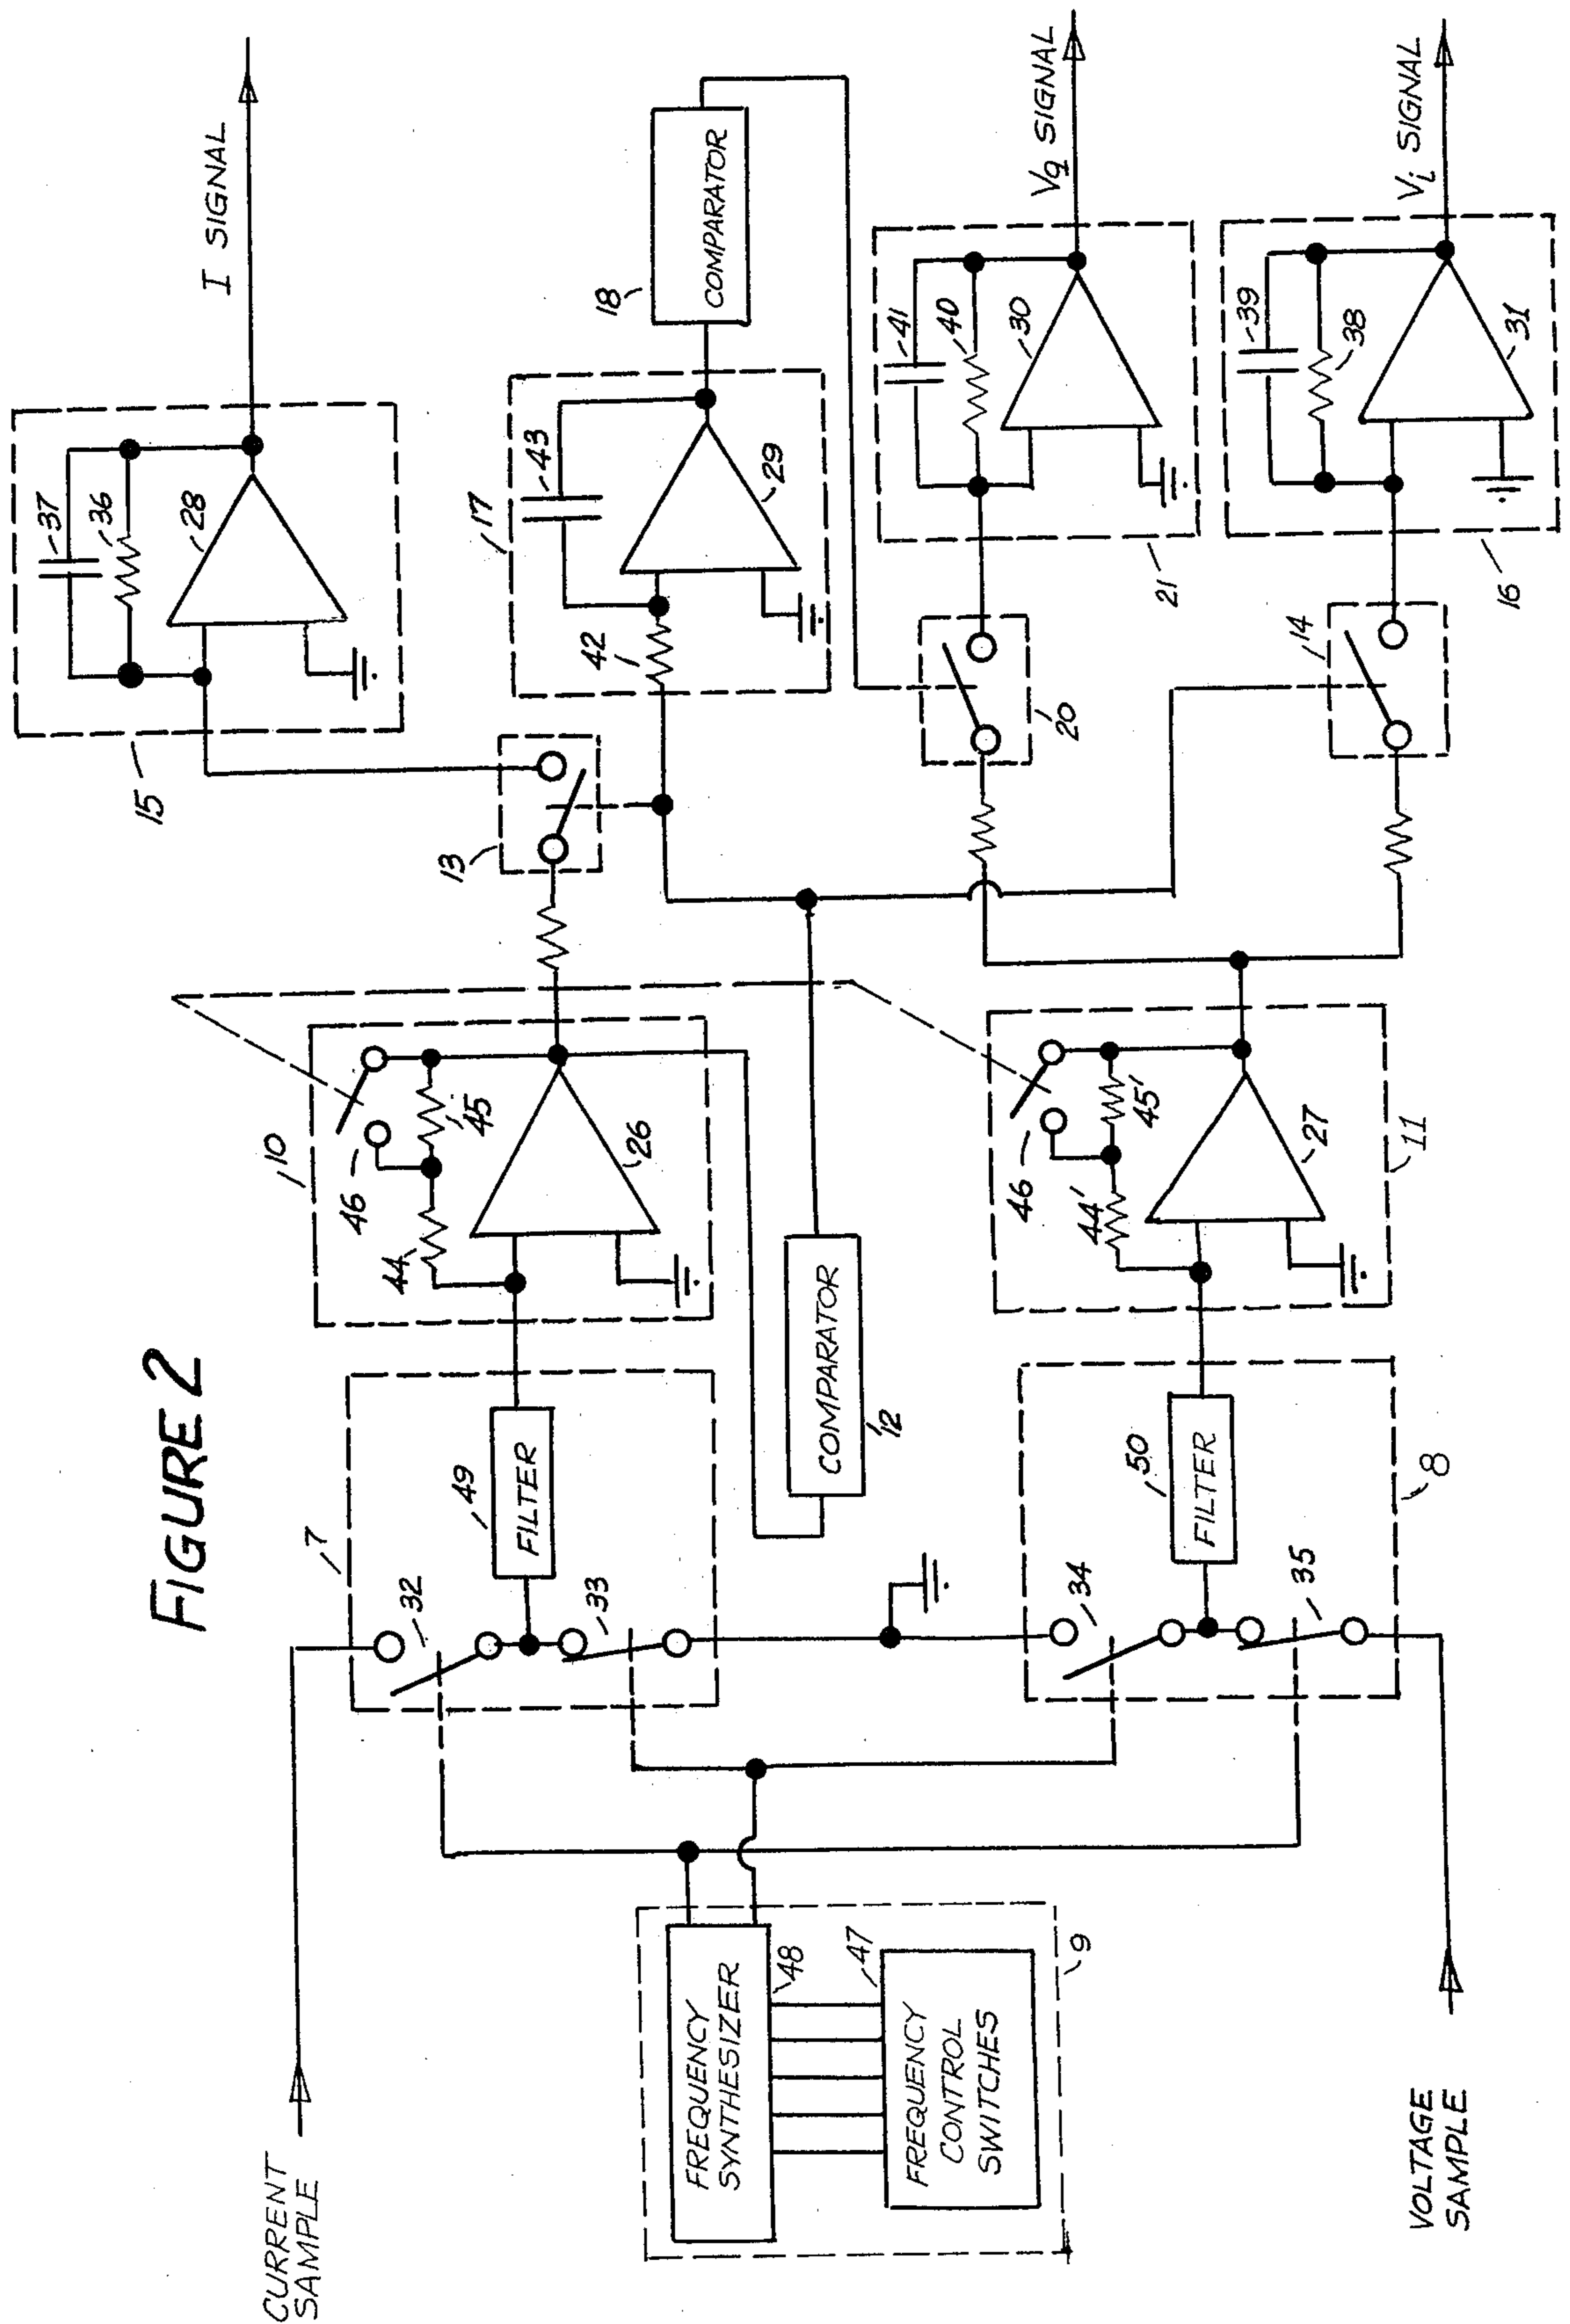 FIGURE 2
CURRENT
SAMPLE
VOLTAGE
SAMPLE
FREQUENCY
SYNTHESIZER
48
47
FREQUENCY
CONTROL
SWITCHES
9
7
32
33
49
FILTER
34
35
50
FILTER
8
10
46
44
45
26
COMPARATOR
12
46
44'
45'
27
11
13
15
37
36
28
I SIGNAL
17
42
43
29
18
COMPARATOR
20
21
41
40
30
Vq SIGNAL
14
16
39
38
31
Vi SIGNAL